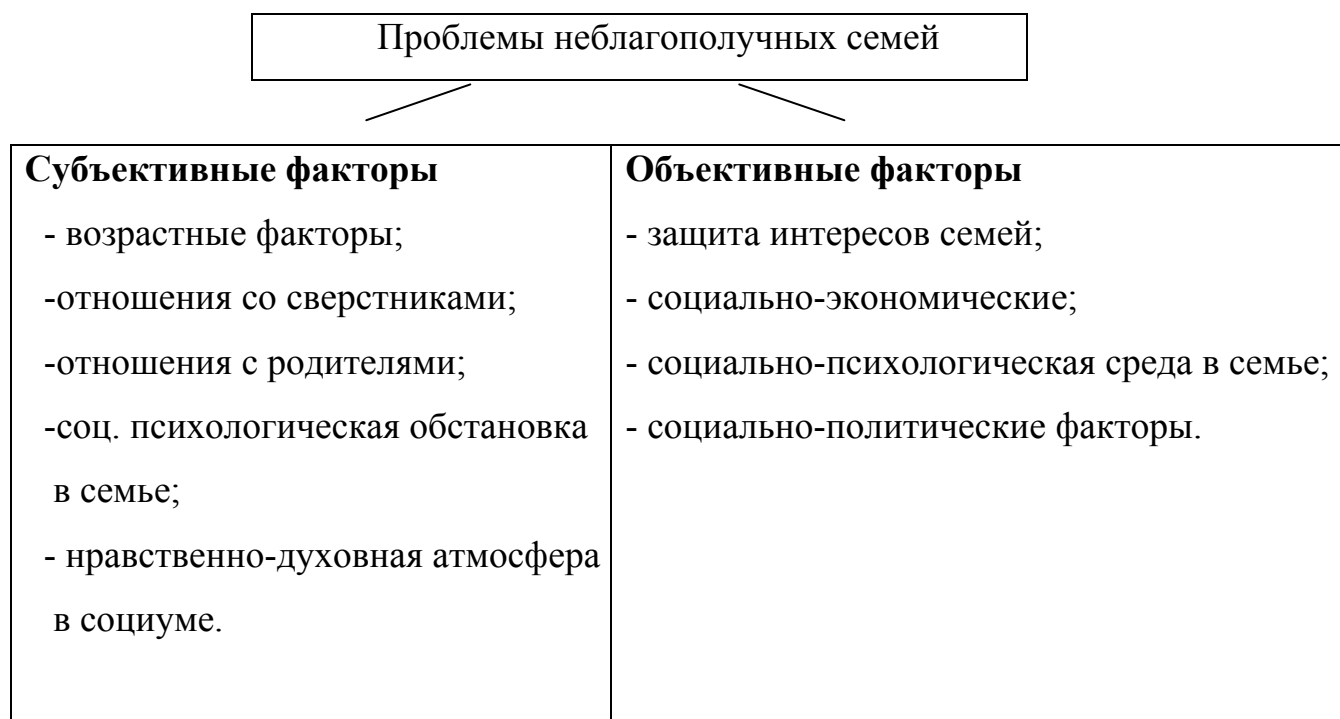 Проблемы неблагополучных семей
Субъективные факторы
- возрастные факторы;
-отношения со сверстниками;
-отношения с родителями;
-соц. психологическая обстановка
в семье;
- нравственно-духовная атмосфера
в социуме.
Объективные факторы
- защита интересов семей;
- социально-экономические;
- социально-психологическая среда в семье;
- социально-политические факторы.